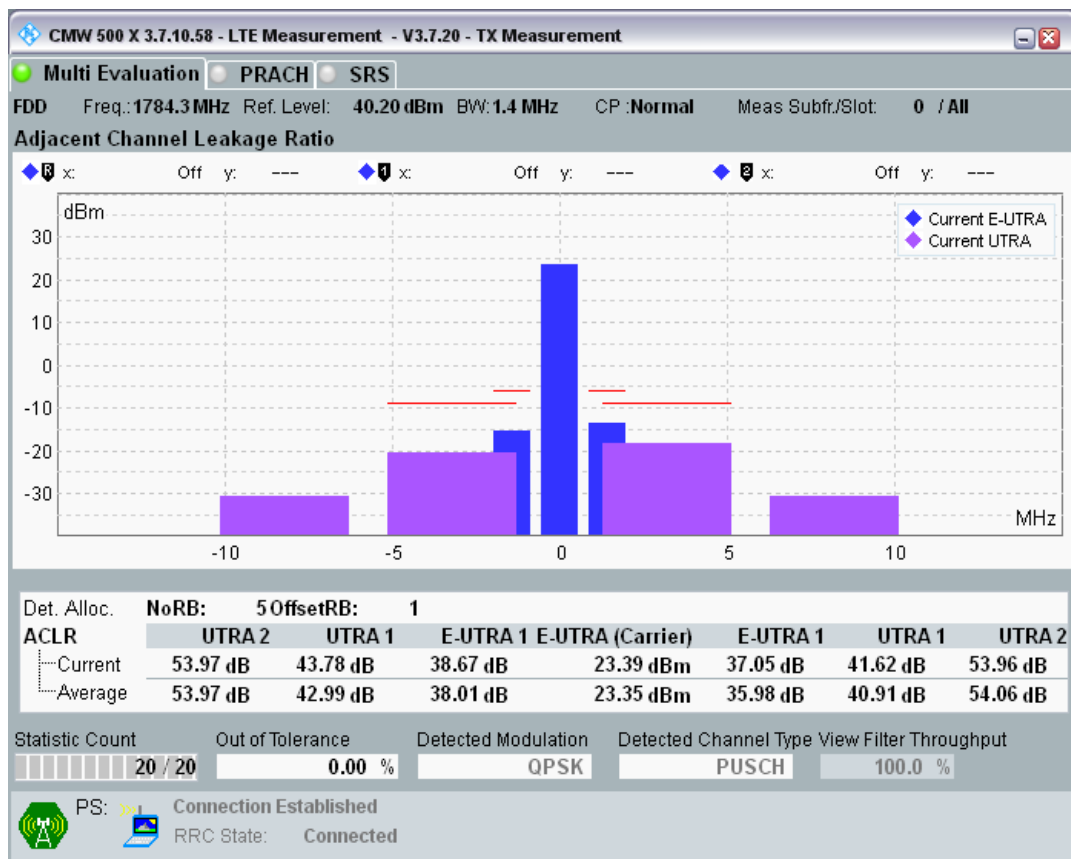 CMW 500 X 3.7.10.58 - LTE Measurement - V3.7.20 - TX Measurement
Multi Evaluation PRACH SRS
FDD Freq.: 1784.3 MHz Ref. Level: 40.20 dBm BW: 1.4 MHz CP : Normal Meas Subfr./Slot: 0 / All
Adjacent Channel Leakage Ratio
R x: Off y: --- 1 x: Off y: --- 2 x: Off y: ---
dBm
Current E-UTRA
Current UTRA
30
20
10
0
-10
-20
-30
MHz
-10 -5 0 5 10
Det. Alloc. NoRB: 5 OffsetRB: 1
ACLR UTRA 2 UTRA 1 E-UTRA 1 E-UTRA (Carrier) E-UTRA 1 UTRA 1 UTRA 2
Current 53.97 dB 43.78 dB 38.67 dB 23.39 dBm 37.05 dB 41.62 dB 53.96 dB
Average 53.97 dB 42.99 dB 38.01 dB 23.35 dBm 35.98 dB 40.91 dB 54.06 dB
Statistic Count Out of Tolerance Detected Modulation Detected Channel Type View Filter Throughput
20 / 20 0.00 % QPSK PUSCH 100.0 %
PS: Connection Established
RRC State: Connected